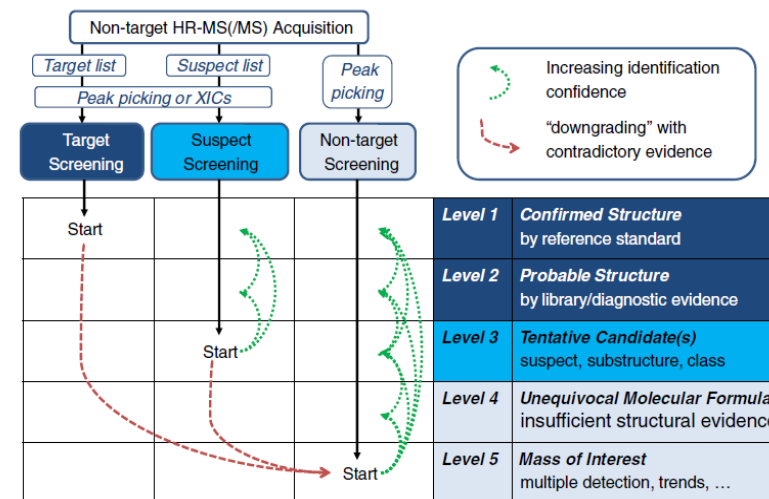 Non-target HR-MS(/MS) Acquisition
Target list
Suspect list
Peak picking or XICs
Peak
picking
Target
Screening
Suspect
Screening
Non-target
Screening
Increasing identification
confidence
“downgrading” with
contradictory evidence
Start
Level 1
Confirmed Structure
by reference standard
Level 2
Probable Structure
by library/diagnostic evidence
Start
Level 3
Tentative Candidate(s)
suspect, substructure, class
Level 4
Unequivocal Molecular Formula
insufficient structural evidence
Start
Level 5
Mass of Interest
multiple detection, trends, …